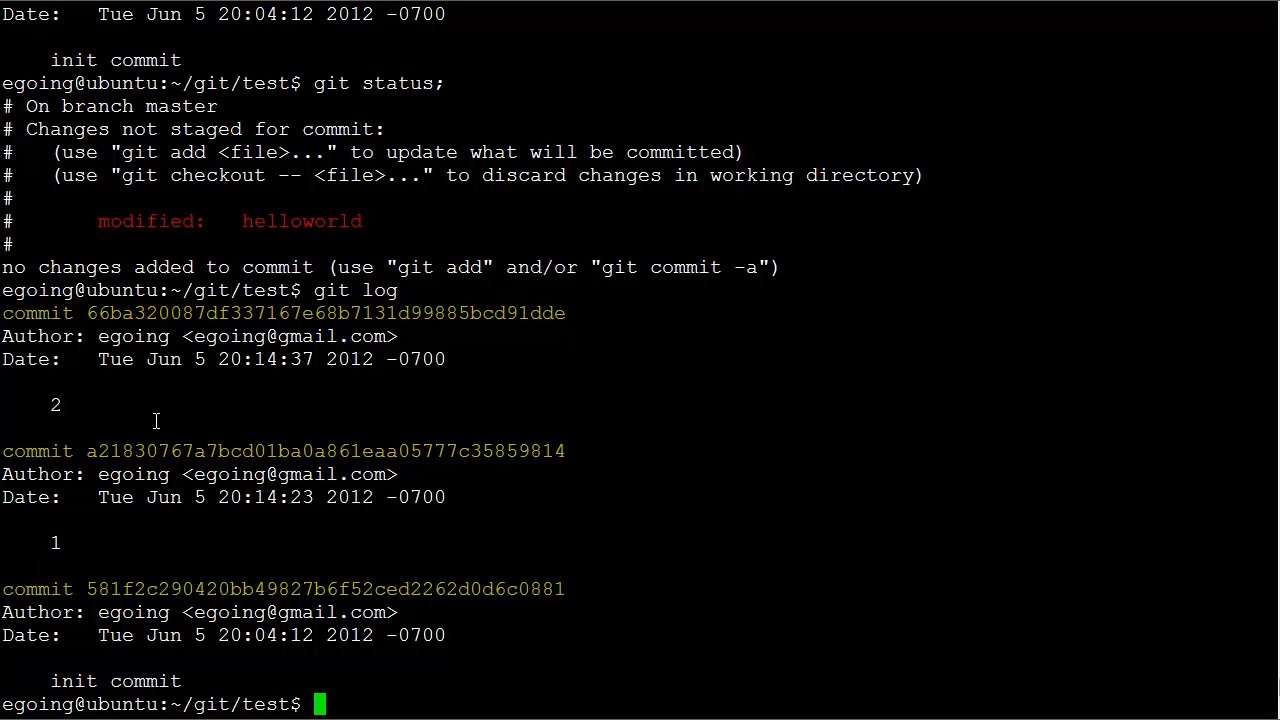 Date:   Tue Jun 5 20:04:12 2012 -0700
    init commit
egoing@ubuntu:~/git/test$ git status;
# On branch master
# Changes not staged for commit:
#   (use "git add <file>..." to update what will be committed)
#   (use "git checkout -- <file>..." to discard changes in working directory)
#
#       modified:   helloworld
#
no changes added to commit (use "git add" and/or "git commit -a")
egoing@ubuntu:~/git/test$ git log
commit 66ba320087df337167e68b7131d99885bcd91dde
Author: egoing <egoing@gmail.com>
Date:   Tue Jun 5 20:14:37 2012 -0700
    2
commit a21830767a7bcd01ba0a861eaa05777c35859814
Author: egoing <egoing@gmail.com>
Date:   Tue Jun 5 20:14:23 2012 -0700
    1
commit 581f2c290420bb49827b6f52ced2262d0d6c0881
Author: egoing <egoing@gmail.com>
Date:   Tue Jun 5 20:04:12 2012 -0700
    init commit
egoing@ubuntu:~/git/test$